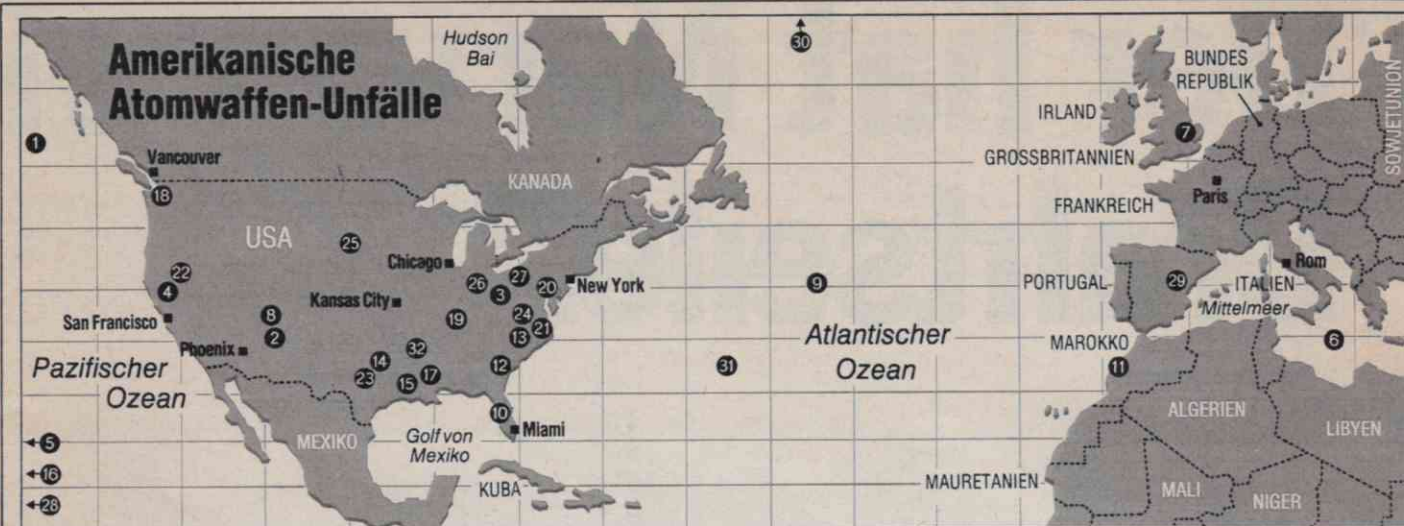 Amerikanische
Atomwaffen-Unfälle
Hudson
Bai
30
BUNDES
REPUBLIK
SOWJETUNION
IRLAND
7
1
GROSSBRITANNIEN
Vancouver
KANADA
Paris
18
FRANKREICH
USA
25
Chicago
Rom
22
26
27
20
New York
9
PORTUGAL
29
ITALIEN
4
3
Kansas City
Mittelmeer
San Francisco
8
19
24
21
Atlantischer
Ozean
MAROKKO
6
2
13
Phoenix
32
Pazifischer
Ozean
14
12
31
11
23
15
17
10
Miami
ALGERIEN
LIBYEN
5
MEXIKO
Golf von
Mexiko
16
KUBA
MAURETANIEN
MALI
NIGER
28